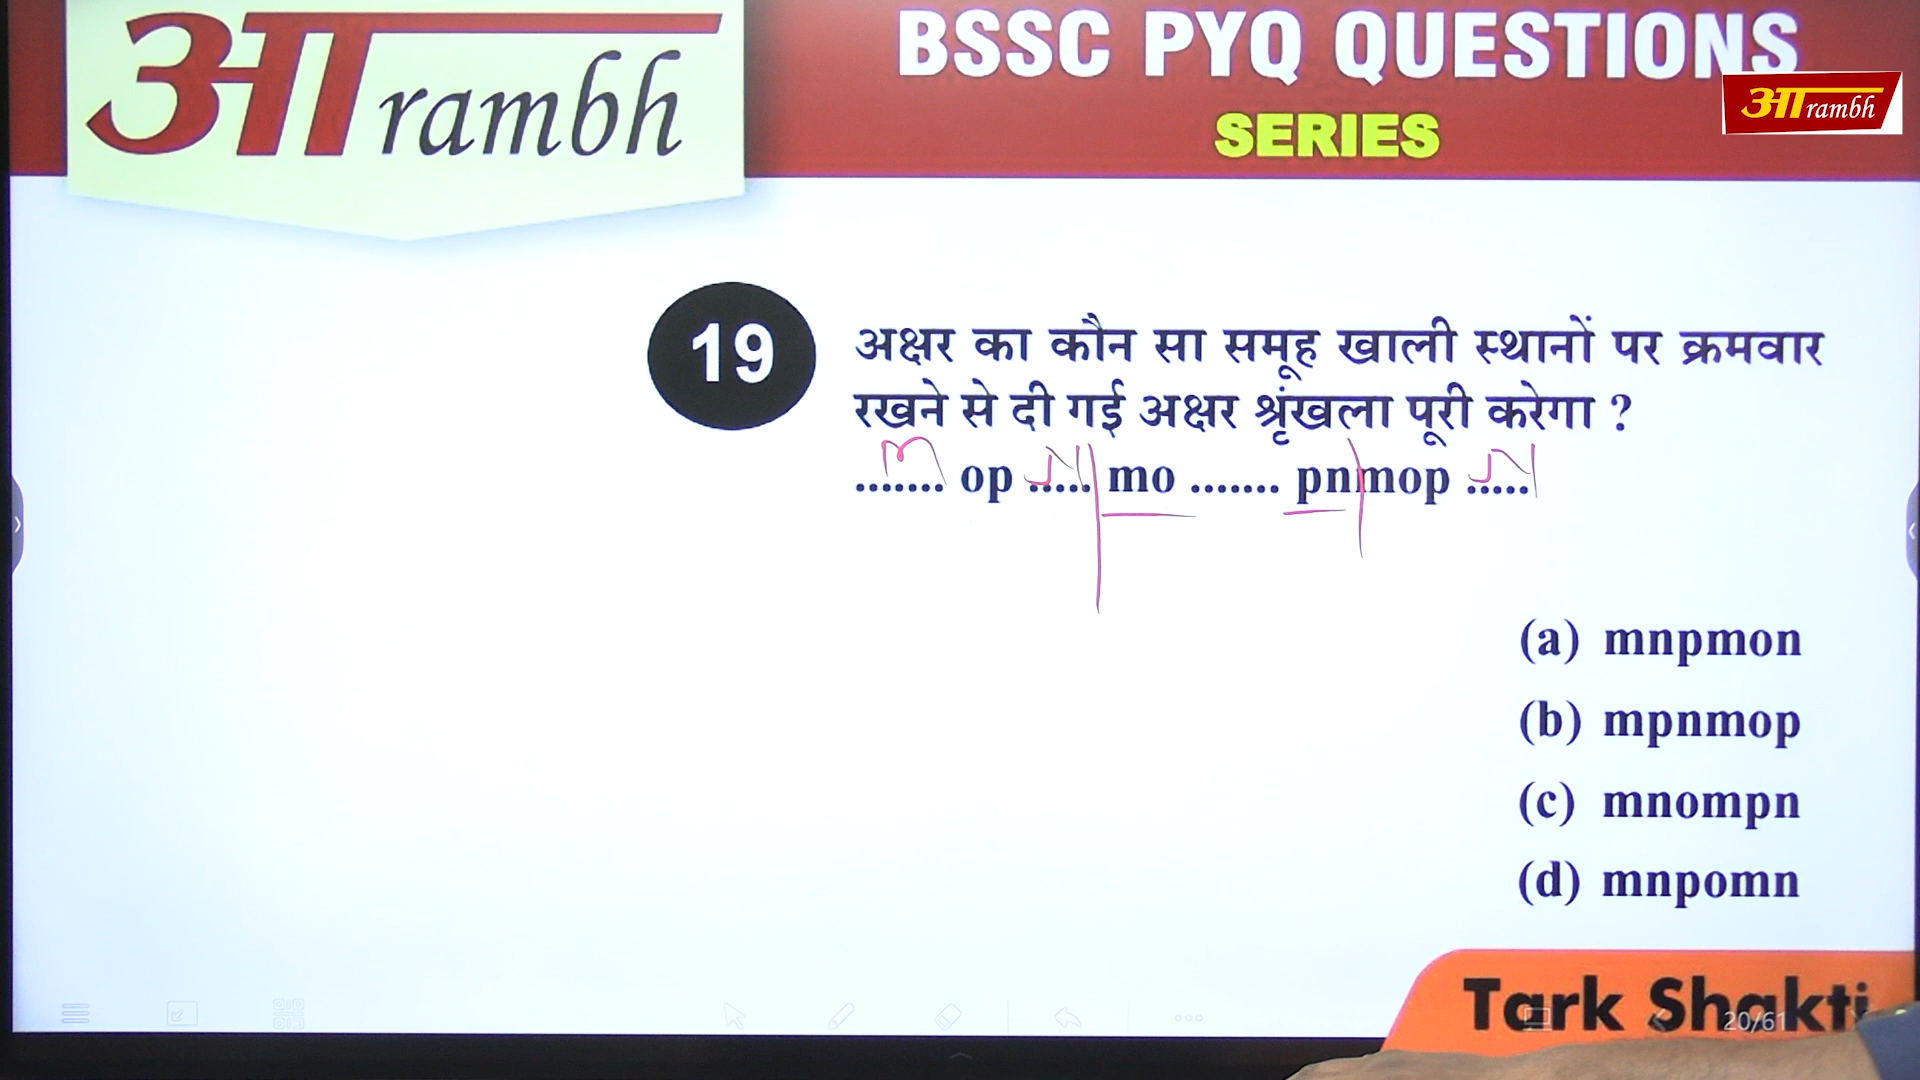 आrambh
BSSC PYQ QUESTIONS
SERIES
आrambh
19
अक्षर का कौन सा समूह खाली स्थानों पर क्रमवार
रखने से दी गई अक्षर श्रृंखला पूरी करेगा ?
m n n
....... op ..... mo ....... pnmop .....
(a) mnpmon
(b) mpnmop
(c) mnompn
(d) mnpomn
Tark Shakti
20/61